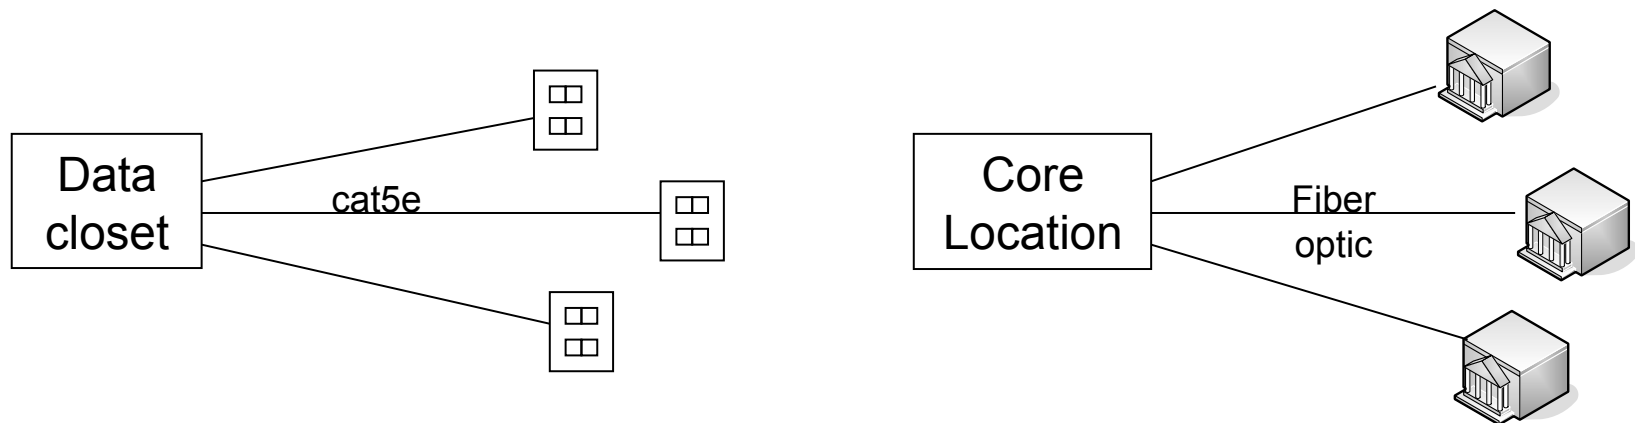 Data
closet
cat5e
Core
Location
Fiber
optic